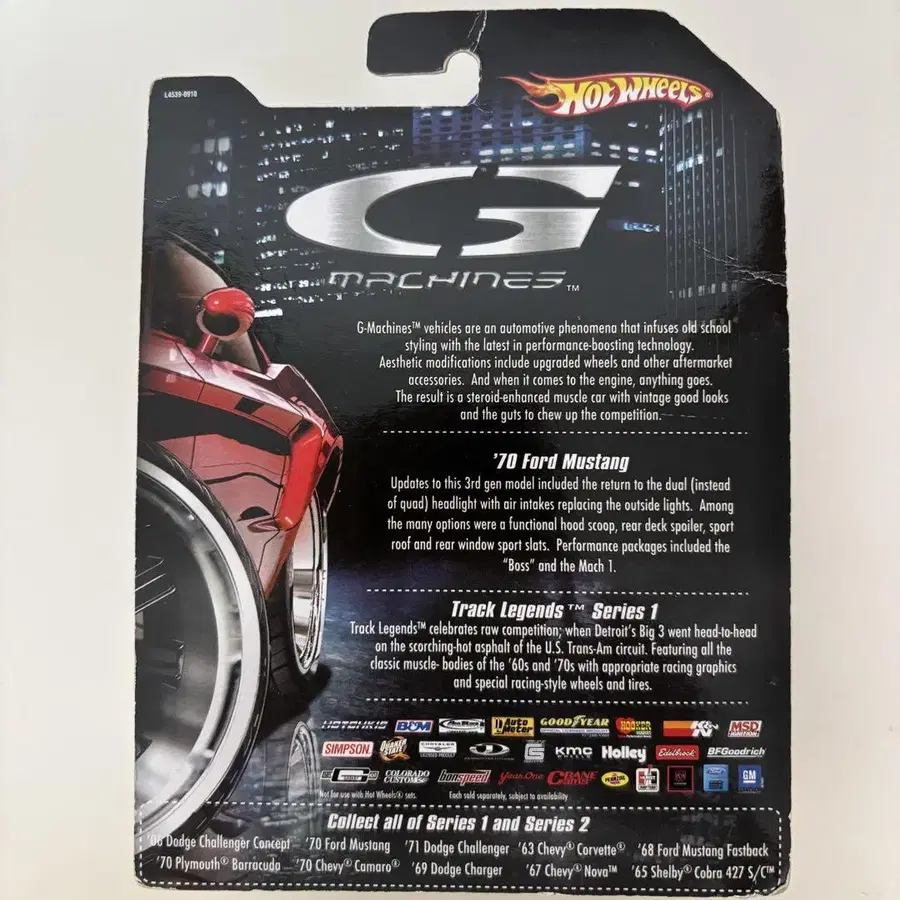 L4539-0910
HOT WHEELS®
G
MACHINES™
G-Machines™ vehicles are an automotive phenomena that infuses old school
styling with the latest in performance-boosting technology.
Aesthetic modifications include upgraded wheels and other aftermarket
accessories. And when it comes to the engine, anything goes.
The result is a steroid-enhanced muscle car with vintage good looks
and the guts to chew up the competition.
'70 Ford Mustang
Updates to this 3rd gen model included the return to the dual (instead
of quad) headlight with air intakes replacing the outside lights. Among
the many options were a functional hood scoop, rear deck spoiler, sport
roof and rear window sport slats. Performance packages included the
"Boss" and the Mach 1.
Track Legends™ Series 1
Track Legends™ celebrates raw competition; when Detroit's Big 3 went head-to-head
on the scorching-hot asphalt of the U.S. Trans-Am circuit. Featuring all the
classic muscle- bodies of the '60s and '70s with appropriate racing graphics
and special racing-style wheels and tires.
HOTCHKIS B&M Auto Meter GOODYEAR HOOKER K&N MSD IGNITION
SIMPSON QUAKER STATE CHRYSLER KMC Holley Edelbrock BFGoodrich
COLORADO CUSTOMS bonspeed Year One CRANE CAMS PENNZOIL GM
Not for use with Hot Wheels® sets. Each sold separately, subject to availability
Collect all of Series 1 and Series 2
'06 Dodge Challenger Concept '70 Ford Mustang '71 Dodge Challenger '63 Chevy® Corvette® '68 Ford Mustang Fastback
'70 Plymouth® Barracuda '70 Chevy® Camaro® '69 Dodge Charger '67 Chevy® Nova™ '65 Shelby® Cobra 427 S/C™